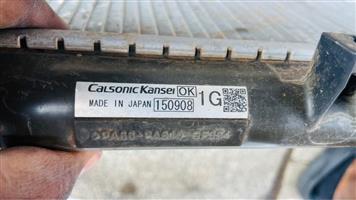 CalsonicKansei OK 1G
MADE IN JAPAN 150908